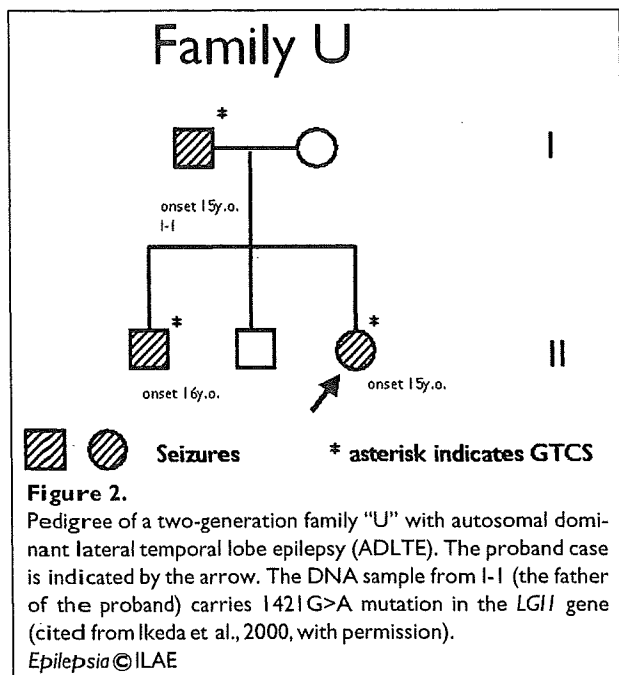 Family U
*
I
onset 15y.o.
I-1
* *
II
onset 16y.o. onset 15y.o.
Seizures * asterisk indicates GTCS
Figure 2.
Pedigree of a two-generation family “U” with autosomal domi-
nant lateral temporal lobe epilepsy (ADLTE). The proband case
is indicated by the arrow. The DNA sample from I-1 (the father
of the proband) carries 1421G>A mutation in the LGI1 gene
(cited from Ikeda et al., 2000, with permission).
Epilepsia © ILAE